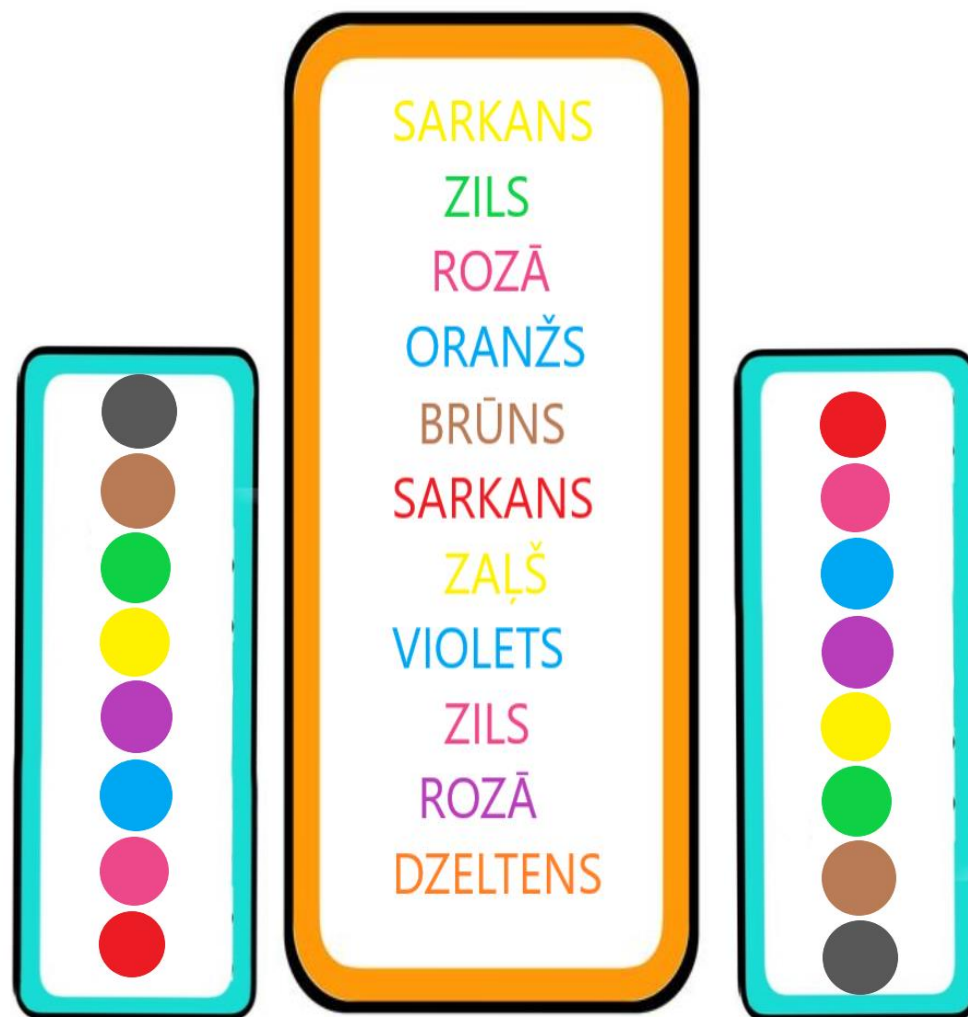 SARKANS
ZILS
ROZĀ
ORANŽS
BRŪNS
SARKANS
ZAĻŠ
VIOLETS
ZILS
ROZĀ
DZELTENS